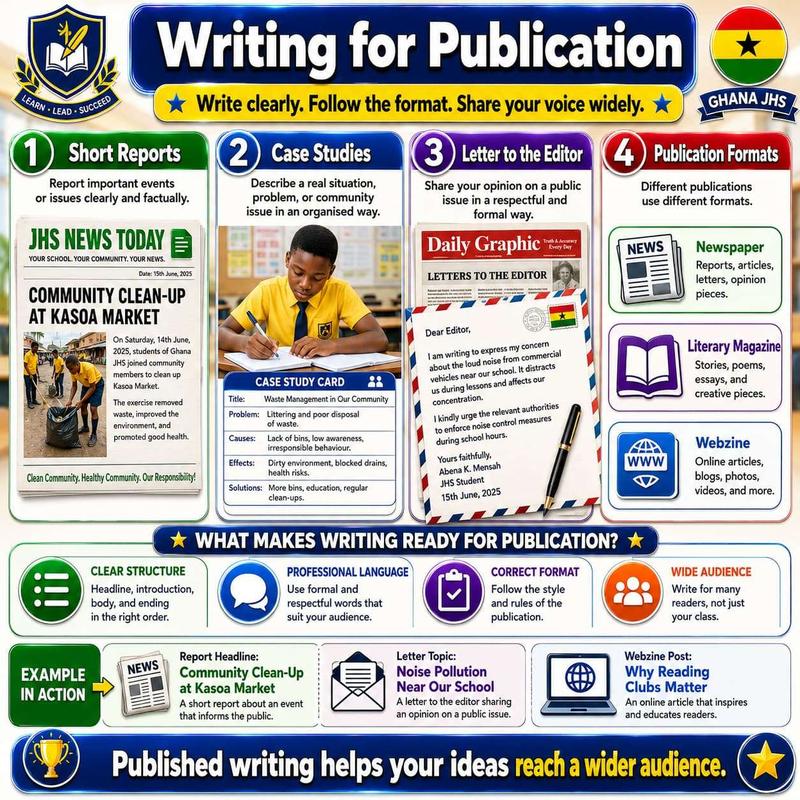 LEARN • LEAD • SUCCEED
Writing for Publication
Write clearly. Follow the format. Share your voice widely.
GHANA JHS
1 Short Reports
Report important events
or issues clearly and factually.
JHS NEWS TODAY
YOUR SCHOOL. YOUR COMMUNITY. YOUR NEWS.
Date: 15th June, 2025
COMMUNITY CLEAN-UP
AT KASOA MARKET
On Saturday, 14th June,
2025, students of Ghana
JHS joined community
members to clean up
Kasoa Market.
The exercise removed
waste, improved the
environment, and
promoted good health.
Clean Community. Healthy Community. Our Responsibility!
2 Case Studies
Describe a real situation,
problem, or community
issue in an organised way.
CASE STUDY CARD
Title: Waste Management in Our Community
Problem: Littering and poor disposal
of waste.
Causes: Lack of bins, low awareness,
irresponsible behaviour.
Effects: Dirty environment, blocked drains,
health risks.
Solutions: More bins, education, regular
clean-ups.
3 Letter to the Editor
Share your opinion on a public
issue in a respectful and
formal way.
Daily Graphic
Truth & Accuracy
Every Day
LETTERS TO THE EDITOR
Dear Editor,
I am writing to express my concern
about the loud noise from commercial
vehicles near our school. It distracts
us during lessons and affects our
concentration.
I kindly urge the relevant authorities
to enforce noise control measures
during school hours.
Yours faithfully,
Abena K. Mensah
JHS Student
15th June, 2025
4 Publication Formats
Different publications
use different formats.
NEWS
Newspaper
Reports, articles,
letters, opinion
pieces.
Literary Magazine
Stories, poems,
essays, and
creative pieces.
WWW
Webzine
Online articles,
blogs, photos,
videos, and more.
WHAT MAKES WRITING READY FOR PUBLICATION?
CLEAR STRUCTURE
Headline, introduction,
body, and ending
in the right order.
PROFESSIONAL LANGUAGE
Use formal and
respectful words that
suit your audience.
CORRECT FORMAT
Follow the style
and rules of the
publication.
WIDE AUDIENCE
Write for many
readers, not just
your class.
EXAMPLE
IN ACTION
NEWS
Report Headline:
Community Clean-Up
at Kasoa Market
A short report about an event
that informs the public.
Letter Topic:
Noise Pollution
Near Our School
A letter to the editor sharing
an opinion on a public issue.
Webzine Post:
Why Reading
Clubs Matter
An online article that inspires
and educates readers.
Published writing helps your ideas reach a wider audience.